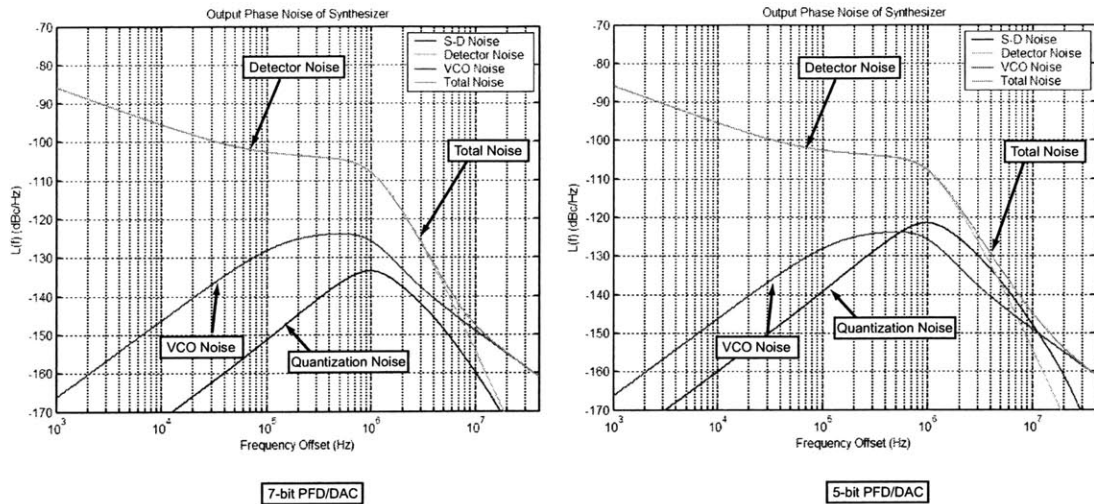 Output Phase Noise of Synthesizer
-70
-80
-90
-100
-110
-120
-130
-140
-150
-160
-170
L(f) (dBc/Hz)
S-D Noise
Detector Noise
VCO Noise
Total Noise
Detector Noise
Total Noise
VCO Noise
Quantization Noise
10^3
10^4
10^5
10^6
10^7
Frequency Offset (Hz)
7-bit PFD/DAC
Output Phase Noise of Synthesizer
-70
-80
-90
-100
-110
-120
-130
-140
-150
-160
-170
L(f) (dBc/Hz)
S-D Noise
Detector Noise
VCO Noise
Total Noise
Detector Noise
Total Noise
VCO Noise
Quantization Noise
10^3
10^4
10^5
10^6
10^7
Frequency Offset (Hz)
5-bit PFD/DAC